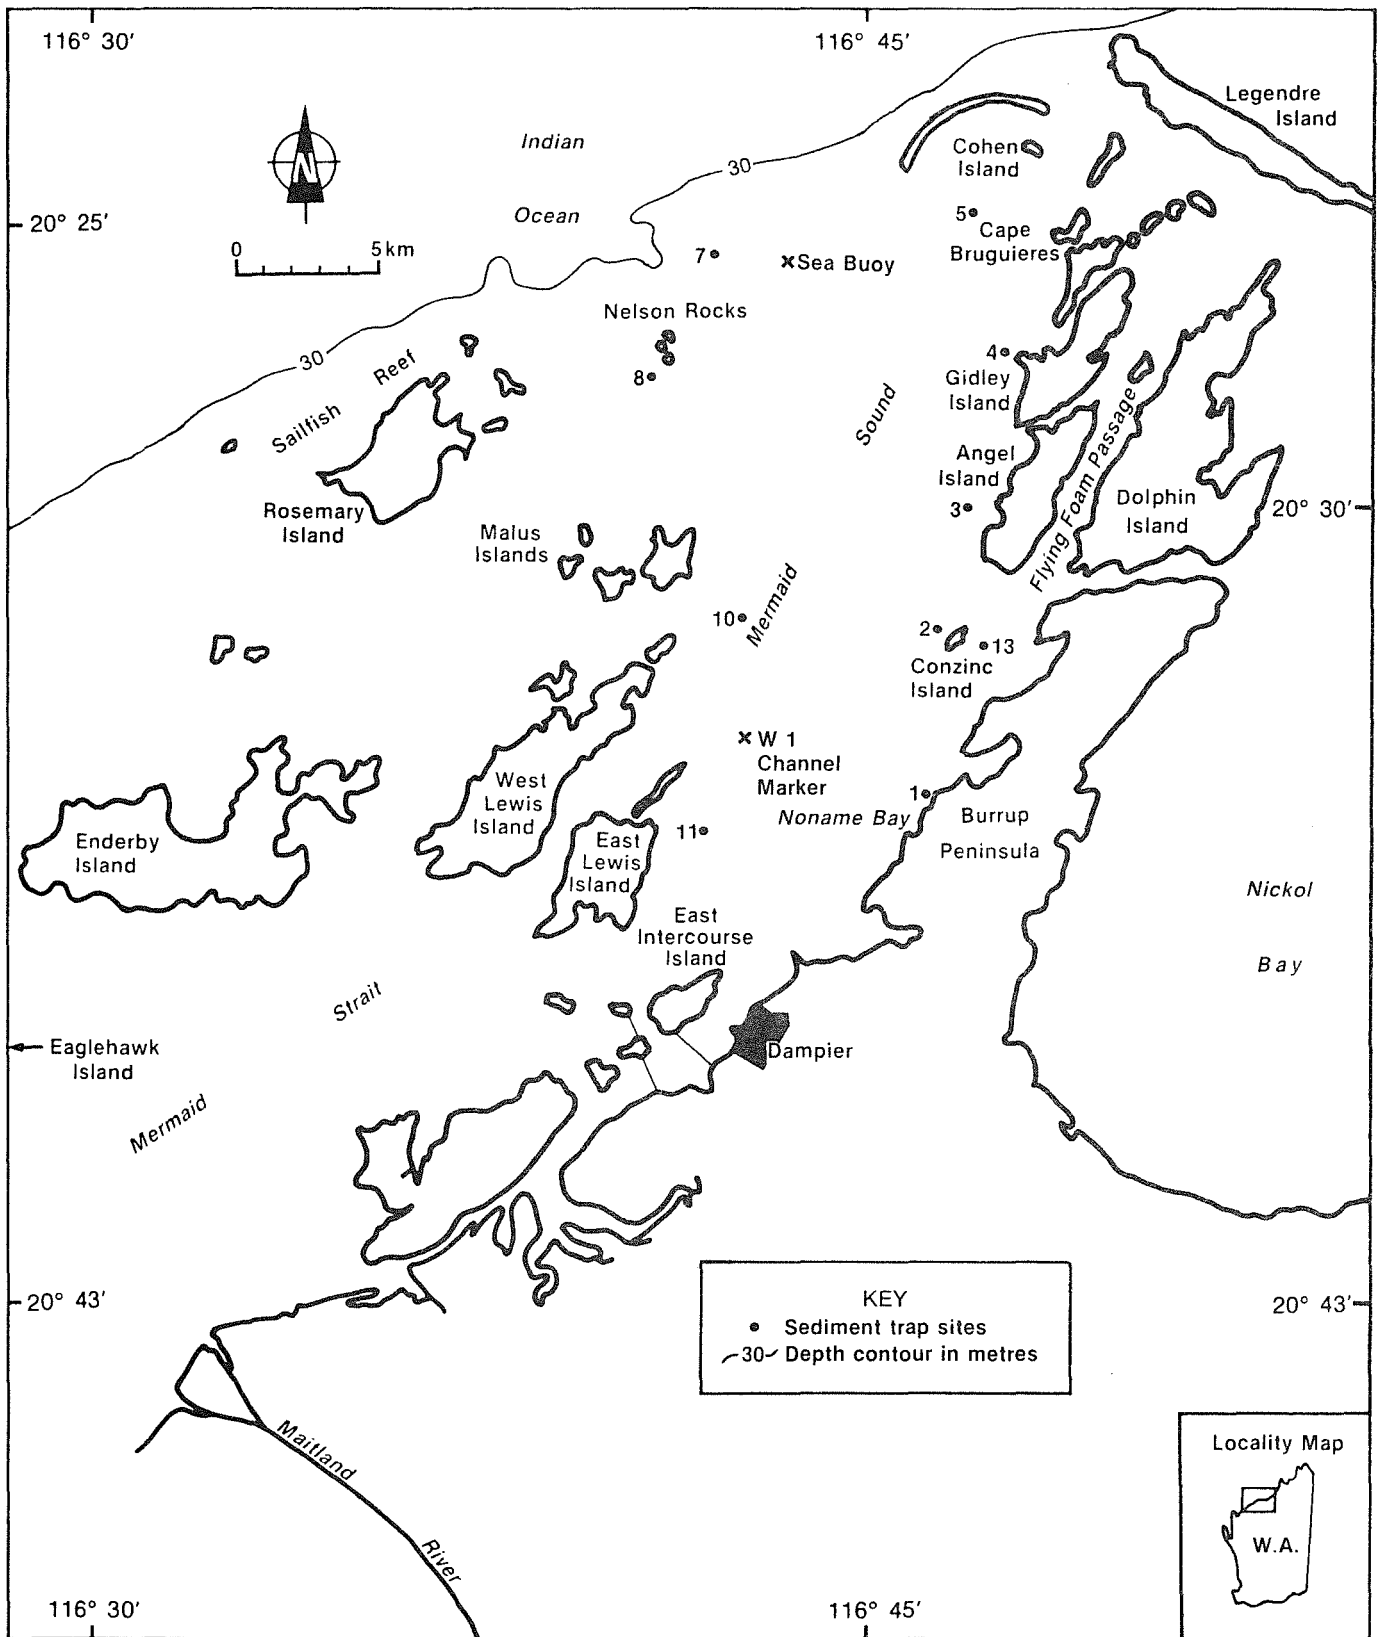 116° 30'
116° 45'
Legendre
Island
Indian
Ocean
N
30
Cohen
Island
20° 25'
0 5km
5
Cape
Bruguieres
7
Sea Buoy
Nelson Rocks
30
Reef
Sailfish
8
4
Gidley
Island
Sound
Angel
Island
Flying Foam Passage
3
Dolphin
Island
20° 30'
Rosemary
Island
Malus
Islands
10
Mermaid
2
13
Conzinc
Island
W 1
Channel
Marker
West
Lewis
Island
1
Noname Bay
Burrup
Peninsula
Enderby
Island
11
East
Lewis
Island
Nickol
Bay
East
Intercourse
Island
Strait
Eaglehawk
Island
Dampier
Mermaid
20° 43'
20° 43'
KEY
Sediment trap sites
30 Depth contour in metres
Maitland
River
Locality Map
W.A.
116° 30'
116° 45'